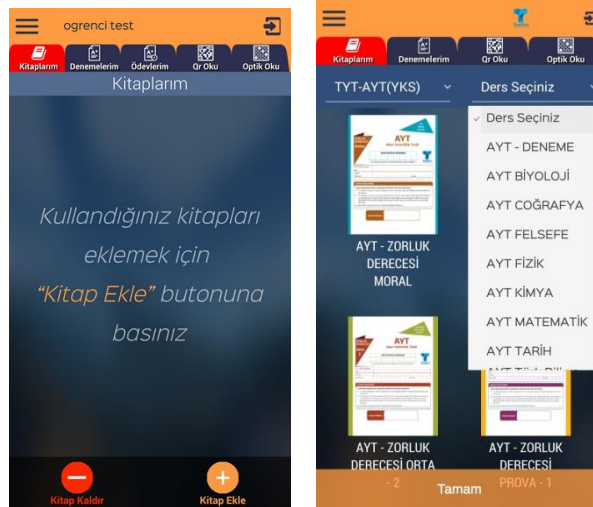 ogrenci test
Kitaplarım Denemelerim Ödevlerim Qr Oku Optik Oku
Kitaplarım
Kullandığınız kitapları
eklemek için
“Kitap Ekle” butonuna
basınız
Kitap Kaldır Kitap Ekle
Kitaplarım Denemelerim Qr Oku Optik Oku
TYT-AYT(YKS) Ders Seçiniz
Ders Seçiniz
AYT - DENEME
AYT BİYOLOJİ
AYT COĞRAFYA
AYT FELSEFE
AYT FİZİK
AYT KİMYA
AYT MATEMATİK
AYT TARİH
AYT
AYT - ZORLUK
DERECESİ
MORAL
AYT
AYT - ZORLUK
DERECESİ ORTA
- 2
AYT - ZORLUK
DERECESİ
PROVA - 1
Tamam